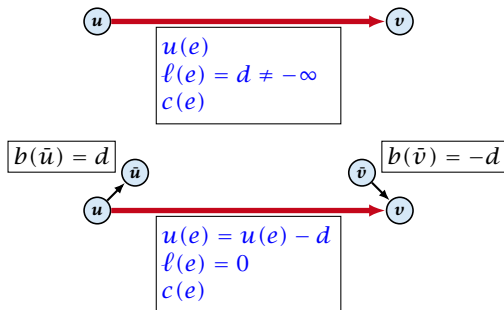 u v
u(e)
ℓ(e) = d ≠ −∞
c(e)
b(ū) = d ū v̄ b(v̄) = −d
u v
u(e) = u(e) − d
ℓ(e) = 0
c(e)